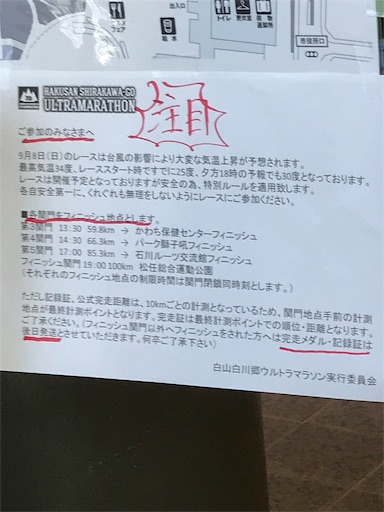 出入口
トイレ
更衣室
荷物
返却所
給水
市役所口
HAKUSAN SHIRAKAWA-GO
ULTRAMARATHON
注目
ご参加のみなさまへ
9月8日(日)のレースは台風の影響により大変な気温上昇が予想されます。
最高気温34度、レーススタート時ですでに25度、夕方18時の予報でも30度となっております。
レースは開催予定となっておりますが安全の為、特別ルールを適用致します。
各自安全第一に、くれぐれも無理をしないようにレースにご参加ください。
■各関門をフィニッシュ地点とします。
第3関門 13:30 59.8km → かわち保健センターフィニッシュ
第4関門 14:30 66.3km → パーク獅子吼フィニッシュ
第5関門 17:00 85.3km → 石川ルーツ交流館フィニッシュ
フィニッシュ関門 19:00 100km 松任総合運動公園
(それぞれのフィニッシュ地点の制限時間は関門閉鎖同時刻とします。)
ただし記録証、公式完走距離は、10kmごとの計測となっているため、関門地点手前の計測
地点が最終計測ポイントとなります。完走証は最終計測ポイントでの順位・距離となります。
ご了承ください。(フィニッシュ関門以外へフィニッシュをされた方へは完走メダル・記録証は
後日発送とさせていただきます。何卒ご了承下さい)
白山白川郷ウルトラマラソン実行委員会